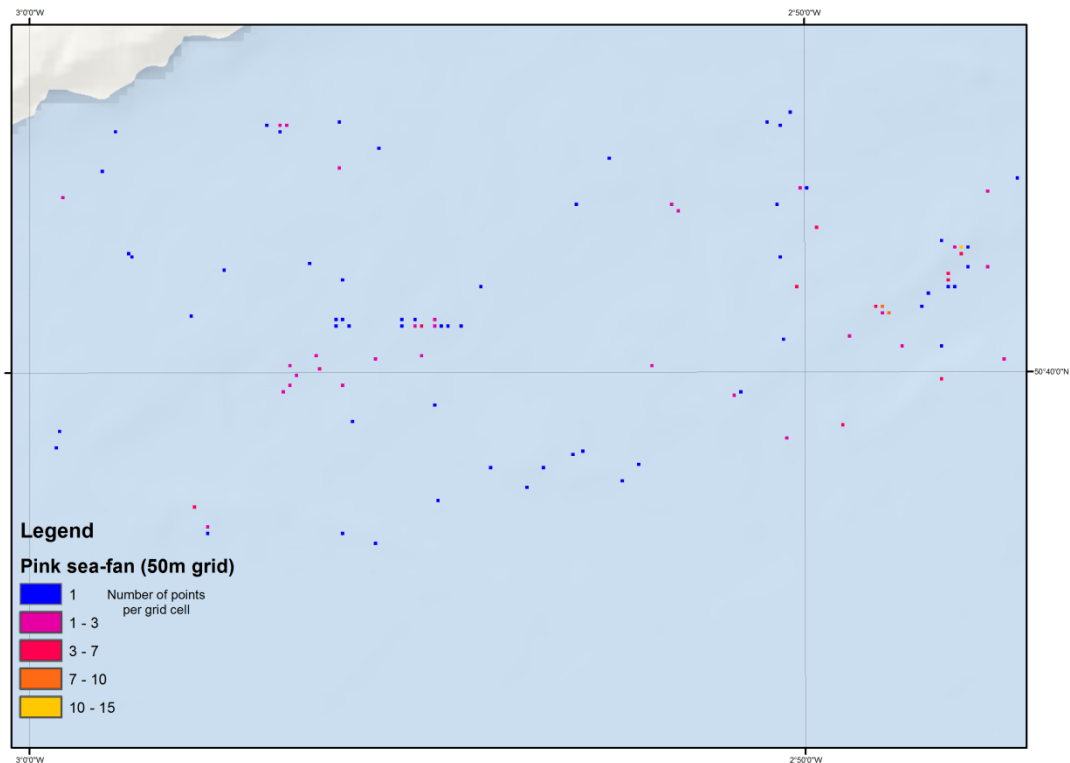 3°0'0"W
2°50'0"W
50°40'0"N
Legend
Pink sea-fan (50m grid)
1
Number of points
per grid cell
1 - 3
3 - 7
7 - 10
10 - 15
3°0'0"W
2°50'0"W